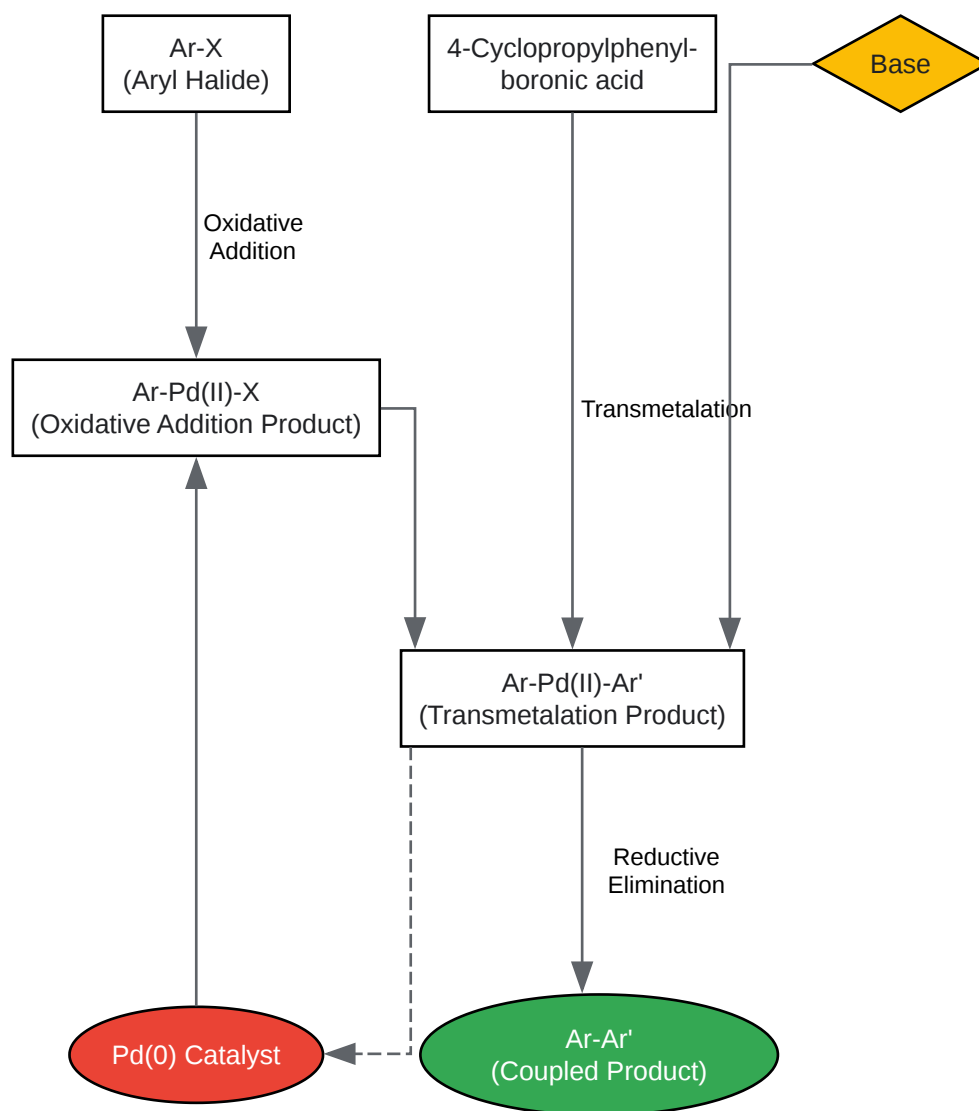 Ar-X
(Aryl Halide)
4-Cyclopropylphenyl-
boronic acid
Base
Oxidative
Addition
Ar-Pd(II)-X
(Oxidative Addition Product)
Transmetalation
Ar-Pd(II)-Ar'
(Transmetalation Product)
Reductive
Elimination
Pd(0) Catalyst
Ar-Ar'
(Coupled Product)